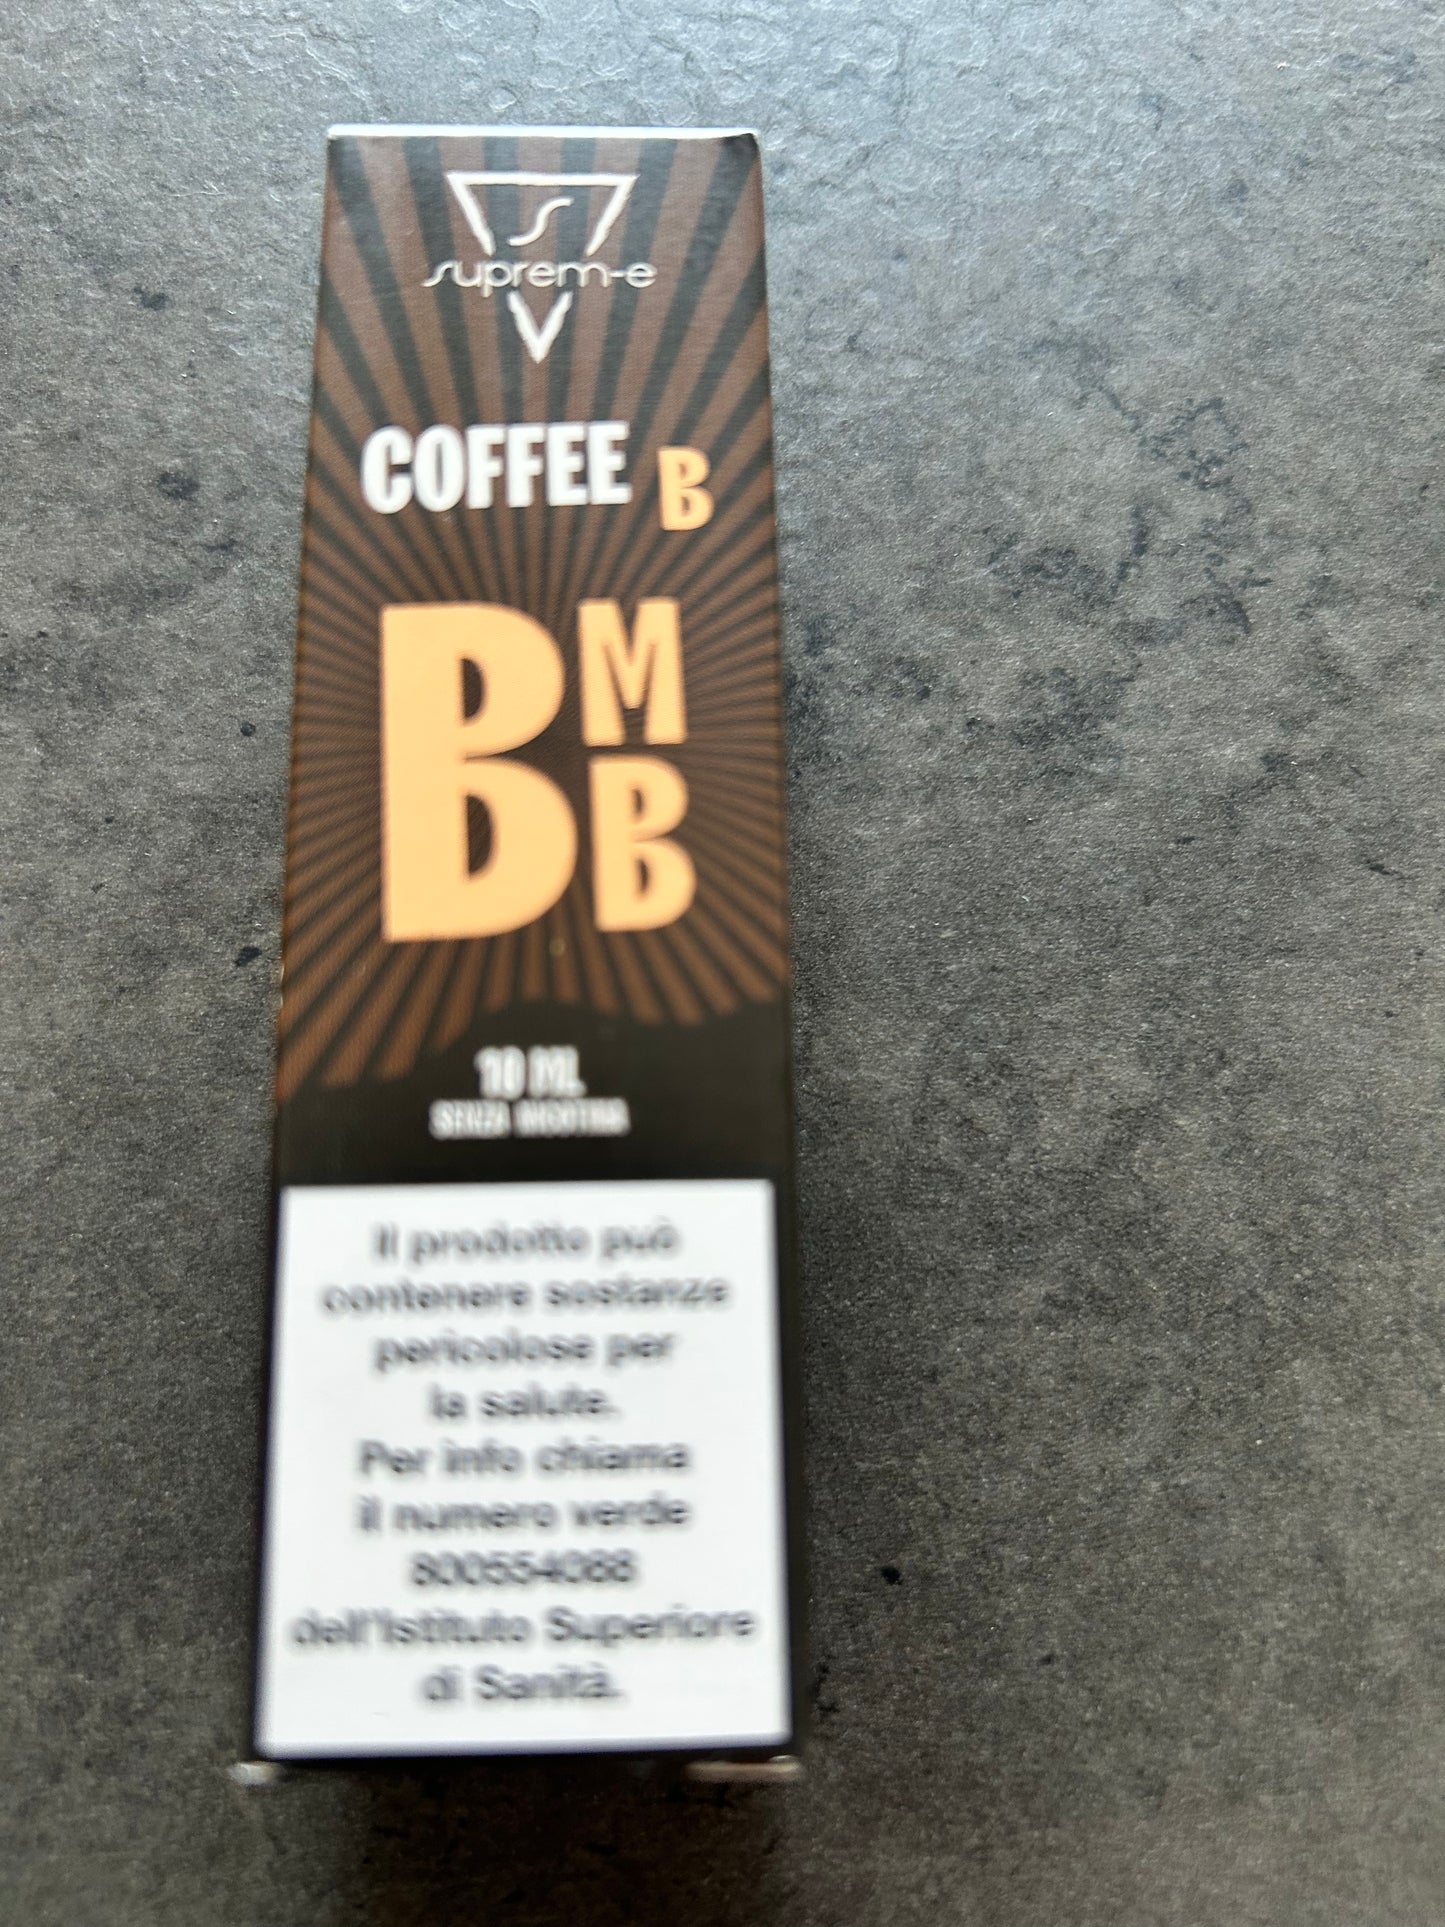 S
suprem-e
COFFEE B
B M
B
10 ML
SENZA NICOTINA
Il prodotto può
contenere sostanze
pericolose per
la salute.
Per info chiama
il numero verde
800554088
dell'Istituto Superiore
di Sanità.